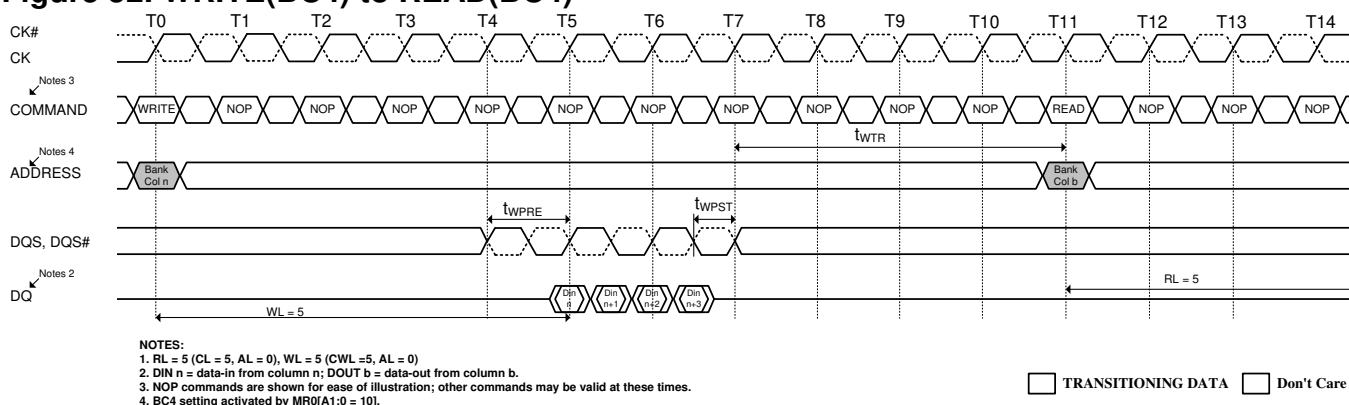 Figure 32. WRITE(BC4) to READ(BC4)
T0 T1 T2 T3 T4 T5 T6 T7 T8 T9 T10 T11 T12 T13 T14
CK#
CK
Notes 3
COMMAND WRITE NOP NOP NOP NOP NOP NOP NOP NOP NOP NOP READ NOP NOP NOP
tWTR
Notes 4
ADDRESS
Bank Col n
Bank Col b
tWPRE tWPST
DQS, DQS#
Notes 2
DQ
Din n
Din n+1
Din n+2
Din n+3
RL = 5
WL = 5
NOTES:
1. RL = 5 (CL = 5, AL = 0), WL = 5 (CWL =5, AL = 0)
2. DIN n = data-in from column n; DOUT b = data-out from column b.
3. NOP commands are shown for ease of illustration; other commands may be valid at these times.
4. BC4 setting activated by MR0[A1:0 = 10].
TRANSITIONING DATA Don't Care